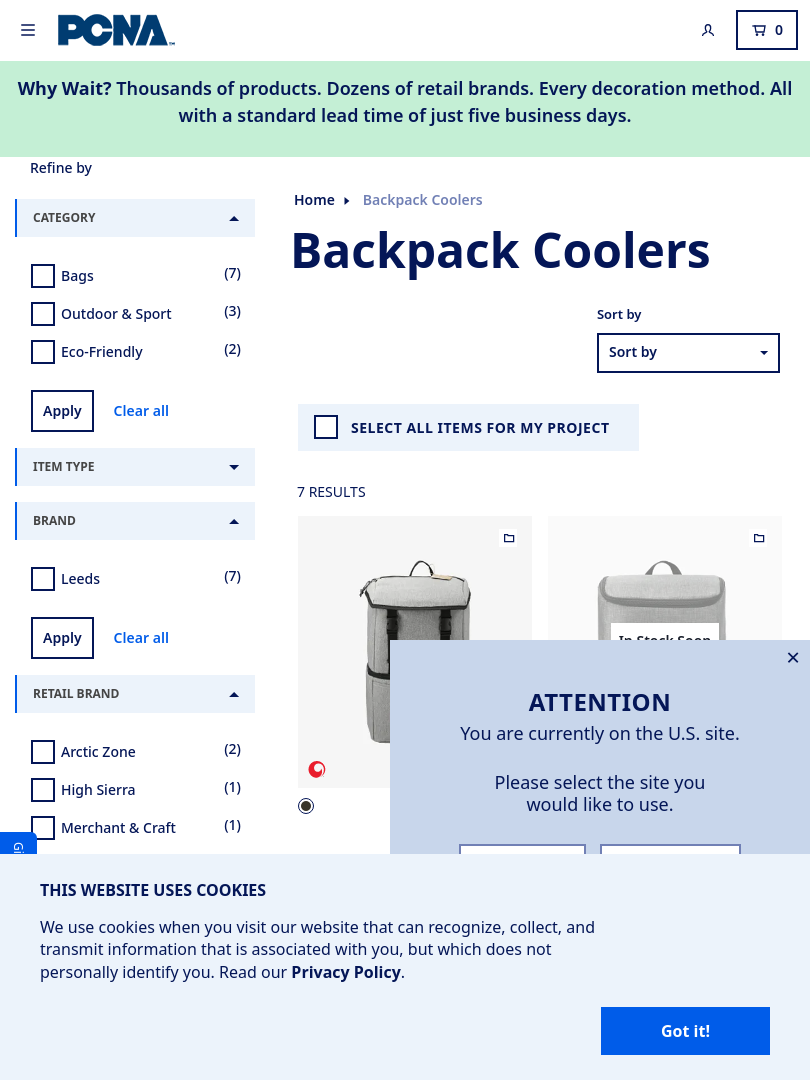 PCNA
0
Why Wait? Thousands of products. Dozens of retail brands. Every decoration method. All
with a standard lead time of just five business days.
Refine by
CATEGORY
Bags (7)
Outdoor & Sport (3)
Eco-Friendly (2)
Apply Clear all
ITEM TYPE
BRAND
Leeds (7)
Apply Clear all
RETAIL BRAND
Arctic Zone (2)
High Sierra (1)
Merchant & Craft (1)
Home Backpack Coolers
Backpack Coolers
Sort by
Sort by
SELECT ALL ITEMS FOR MY PROJECT
7 RESULTS
In Stock Soon
ATTENTION
You are currently on the U.S. site.
Please select the site you
would like to use.
THIS WEBSITE USES COOKIES
We use cookies when you visit our website that can recognize, collect, and
transmit information that is associated with you, but which does not
personally identify you. Read our Privacy Policy.
Got it!